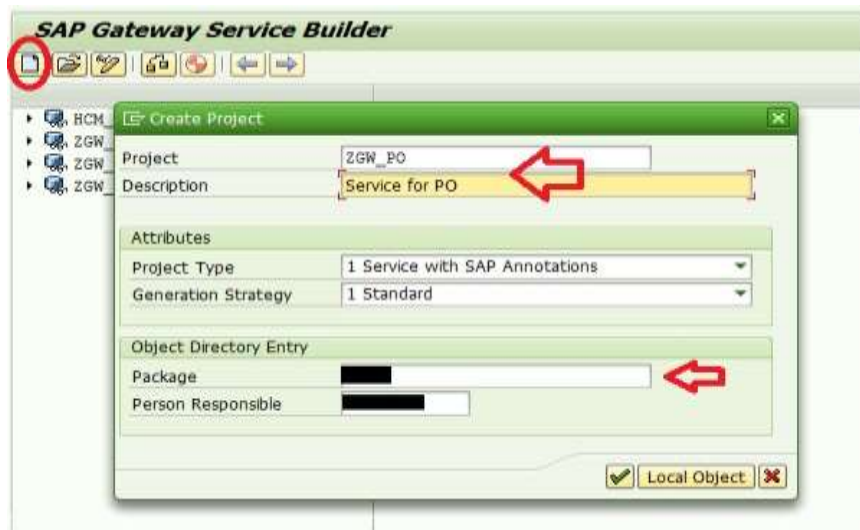 SAP Gateway Service Builder
HCM_
ZGW_
ZGW_
ZGW_
Create Project
Project ZGW_PO
Description Service for PO
Attributes
Project Type 1 Service with SAP Annotations
Generation Strategy 1 Standard
Object Directory Entry
Package
Person Responsible
Local Object